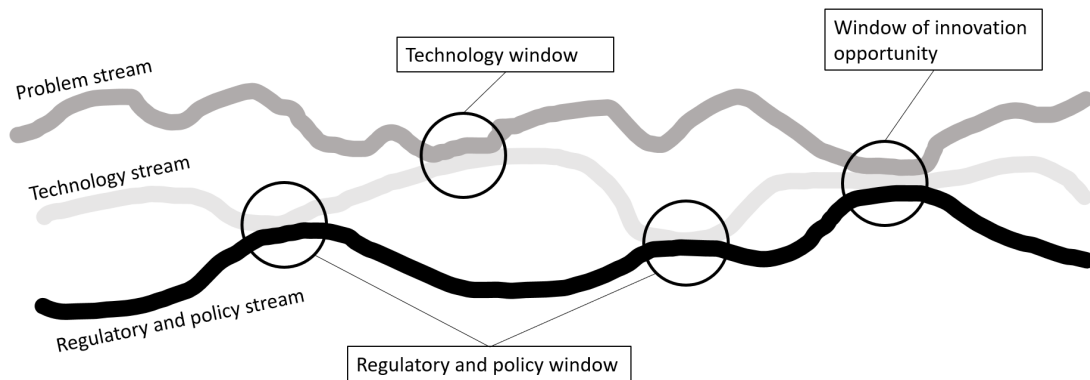 Problem stream
Technology window
Window of innovation
opportunity
Technology stream
Regulatory and policy stream
Regulatory and policy window